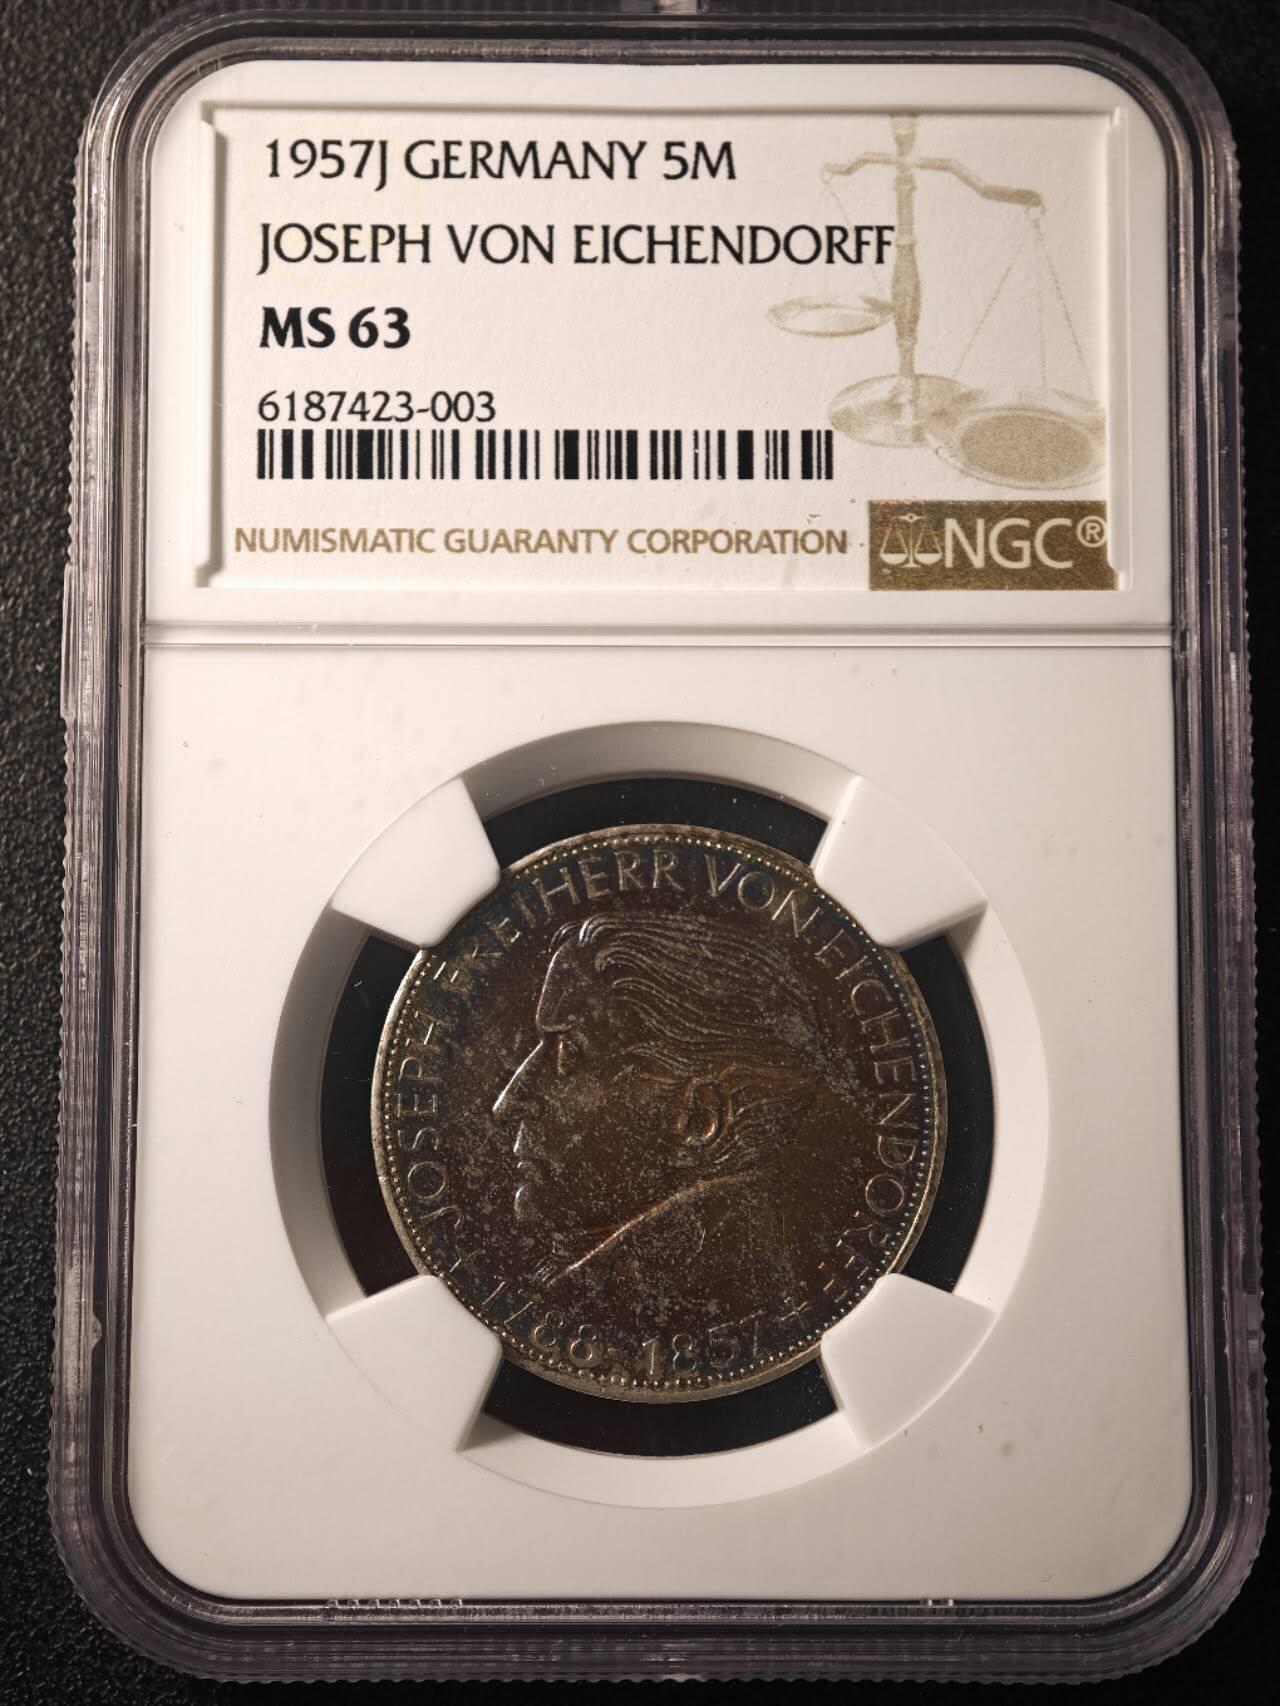 1957J GERMANY 5M
JOSEPH VON EICHENDORFF
MS 63
6187423-003
NUMISMATIC GUARANTY CORPORATION
NGC®
JOSEPH FREIHERR VON EICHENDORFF
+ 1788-1857 +